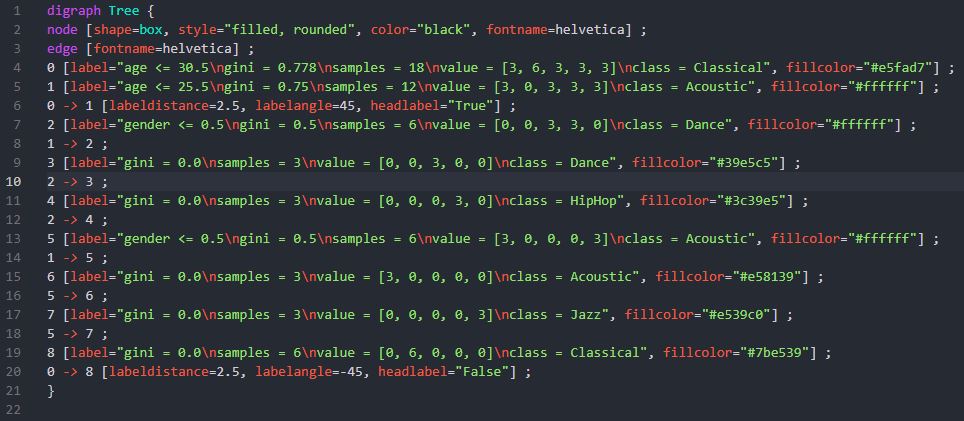 1 digraph Tree {
2 node [shape=box, style="filled, rounded", color="black", fontname=helvetica] ;
3 edge [fontname=helvetica] ;
4 0 [label="age <= 30.5\ngini = 0.778\nsamples = 18\nvalue = [3, 6, 3, 3, 3]\nclass = Classical", fillcolor="#e5fad7"] ;
5 1 [label="age <= 25.5\ngini = 0.75\nsamples = 12\nvalue = [3, 0, 3, 3, 3]\nclass = Acoustic", fillcolor="#ffffff"] ;
6 0 -> 1 [labeldistance=2.5, labelangle=45, headlabel="True"] ;
7 2 [label="gender <= 0.5\ngini = 0.5\nsamples = 6\nvalue = [0, 0, 3, 3, 0]\nclass = Dance", fillcolor="#ffffff"] ;
8 1 -> 2 ;
9 3 [label="gini = 0.0\nsamples = 3\nvalue = [0, 0, 3, 0, 0]\nclass = Dance", fillcolor="#39e5c5"] ;
10 2 -> 3 ;
11 4 [label="gini = 0.0\nsamples = 3\nvalue = [0, 0, 0, 3, 0]\nclass = HipHop", fillcolor="#3c39e5"] ;
12 2 -> 4 ;
13 5 [label="gender <= 0.5\ngini = 0.5\nsamples = 6\nvalue = [3, 0, 0, 0, 3]\nclass = Acoustic", fillcolor="#ffffff"] ;
14 1 -> 5 ;
15 6 [label="gini = 0.0\nsamples = 3\nvalue = [3, 0, 0, 0, 0]\nclass = Acoustic", fillcolor="#e58139"] ;
16 5 -> 6 ;
17 7 [label="gini = 0.0\nsamples = 3\nvalue = [0, 0, 0, 0, 3]\nclass = Jazz", fillcolor="#e539c0"] ;
18 5 -> 7 ;
19 8 [label="gini = 0.0\nsamples = 6\nvalue = [0, 6, 0, 0, 0]\nclass = Classical", fillcolor="#7be539"] ;
20 0 -> 8 [labeldistance=2.5, labelangle=-45, headlabel="False"] ;
21 }
22